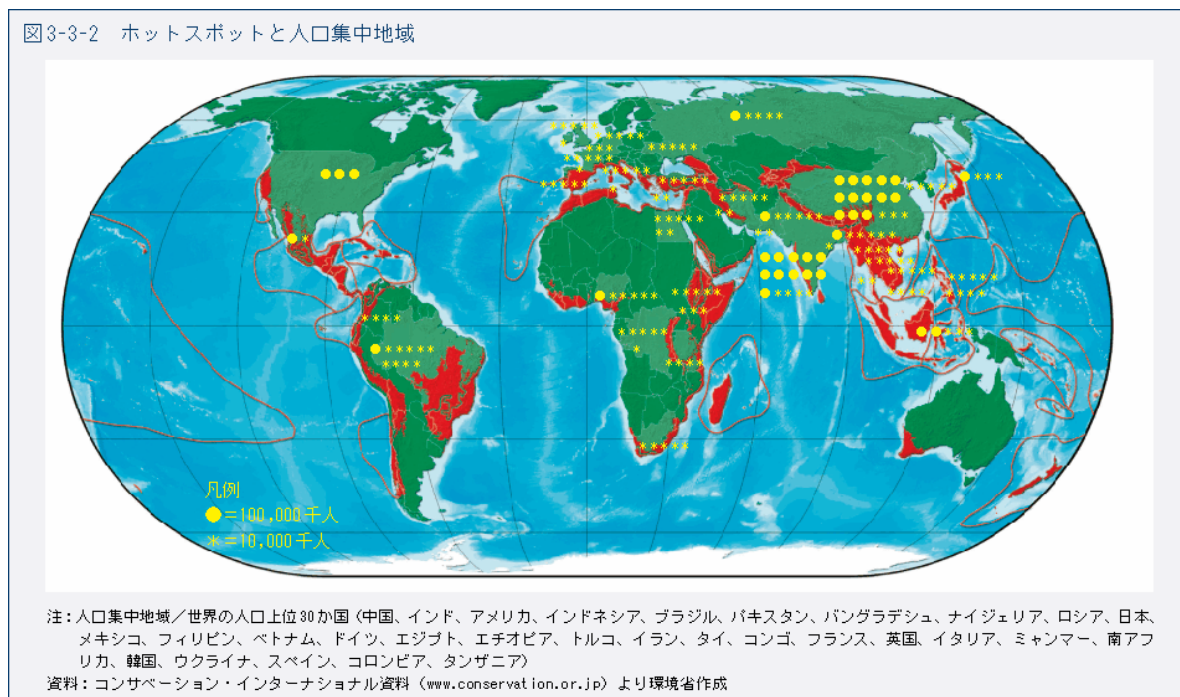 図3-3-2　ホットスポットと人口集中地域
凡例
●=100,000千人
＊=10,000千人
注：人口集中地域／世界の人口上位30か国（中国、インド、アメリカ、インドネシア、ブラジル、パキスタン、バングラデシュ、ナイジェリア、ロシア、日本、
メキシコ、フィリピン、ベトナム、ドイツ、エジプト、エチオピア、トルコ、イラン、タイ、コンゴ、フランス、英国、イタリア、ミャンマー、南アフ
リカ、韓国、ウクライナ、スペイン、コロンビア、タンザニア）
資料：コンサベーション・インターナショナル資料（www.conservation.or.jp）より環境省作成